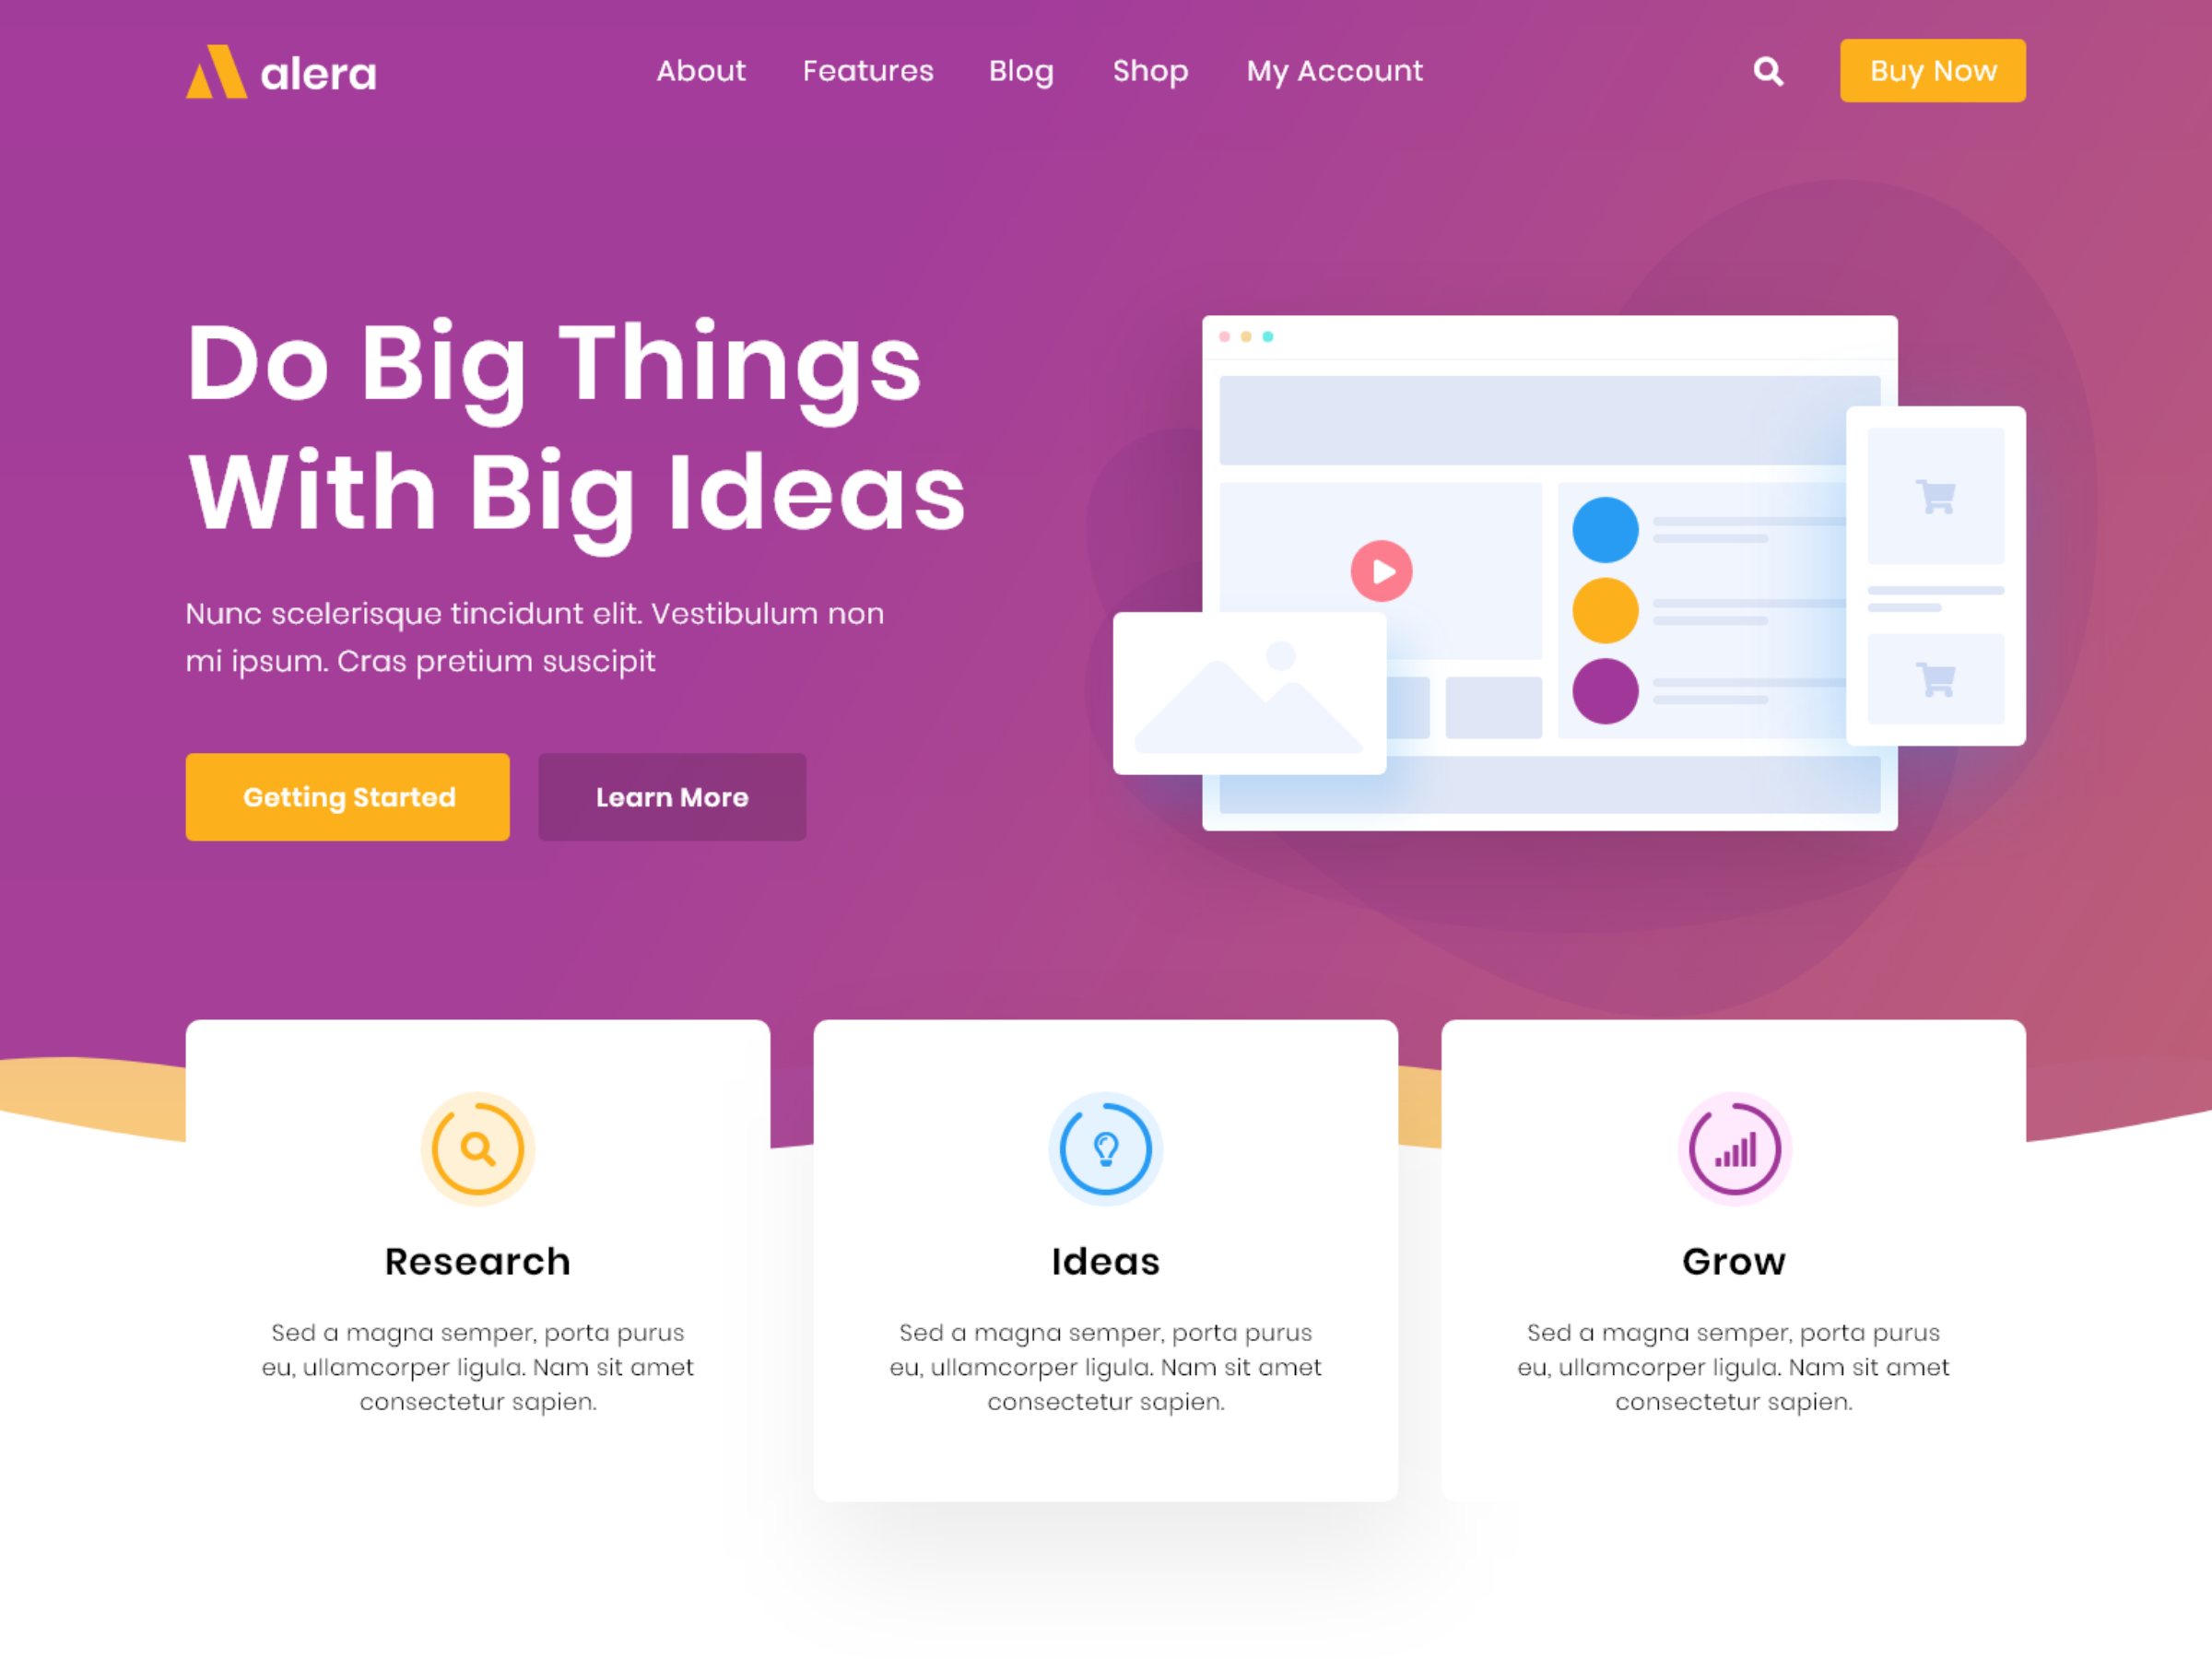 alera
About
Features
Blog
Shop
My Account
Buy Now
Do Big Things
With Big Ideas
Nunc scelerisque tincidunt elit. Vestibulum non
mi ipsum. Cras pretium suscipit
Getting Started
Learn More
Research
Sed a magna semper, porta purus
eu, ullamcorper ligula. Nam sit amet
consectetur sapien.
Ideas
Sed a magna semper, porta purus
eu, ullamcorper ligula. Nam sit amet
consectetur sapien.
Grow
Sed a magna semper, porta purus
eu, ullamcorper ligula. Nam sit amet
consectetur sapien.